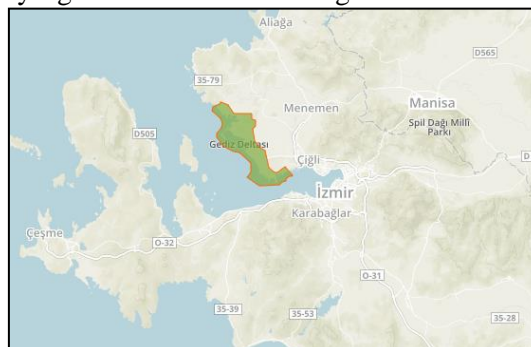 Aliağa
D565
35-79
Menemen
Manisa
Spil Dağı Millî
Parkı
D505
Gediz Deltası
Çiğli
İzmir
Karabağlar
Çeşme
O-32
O-31
35-39
35-53
35-28